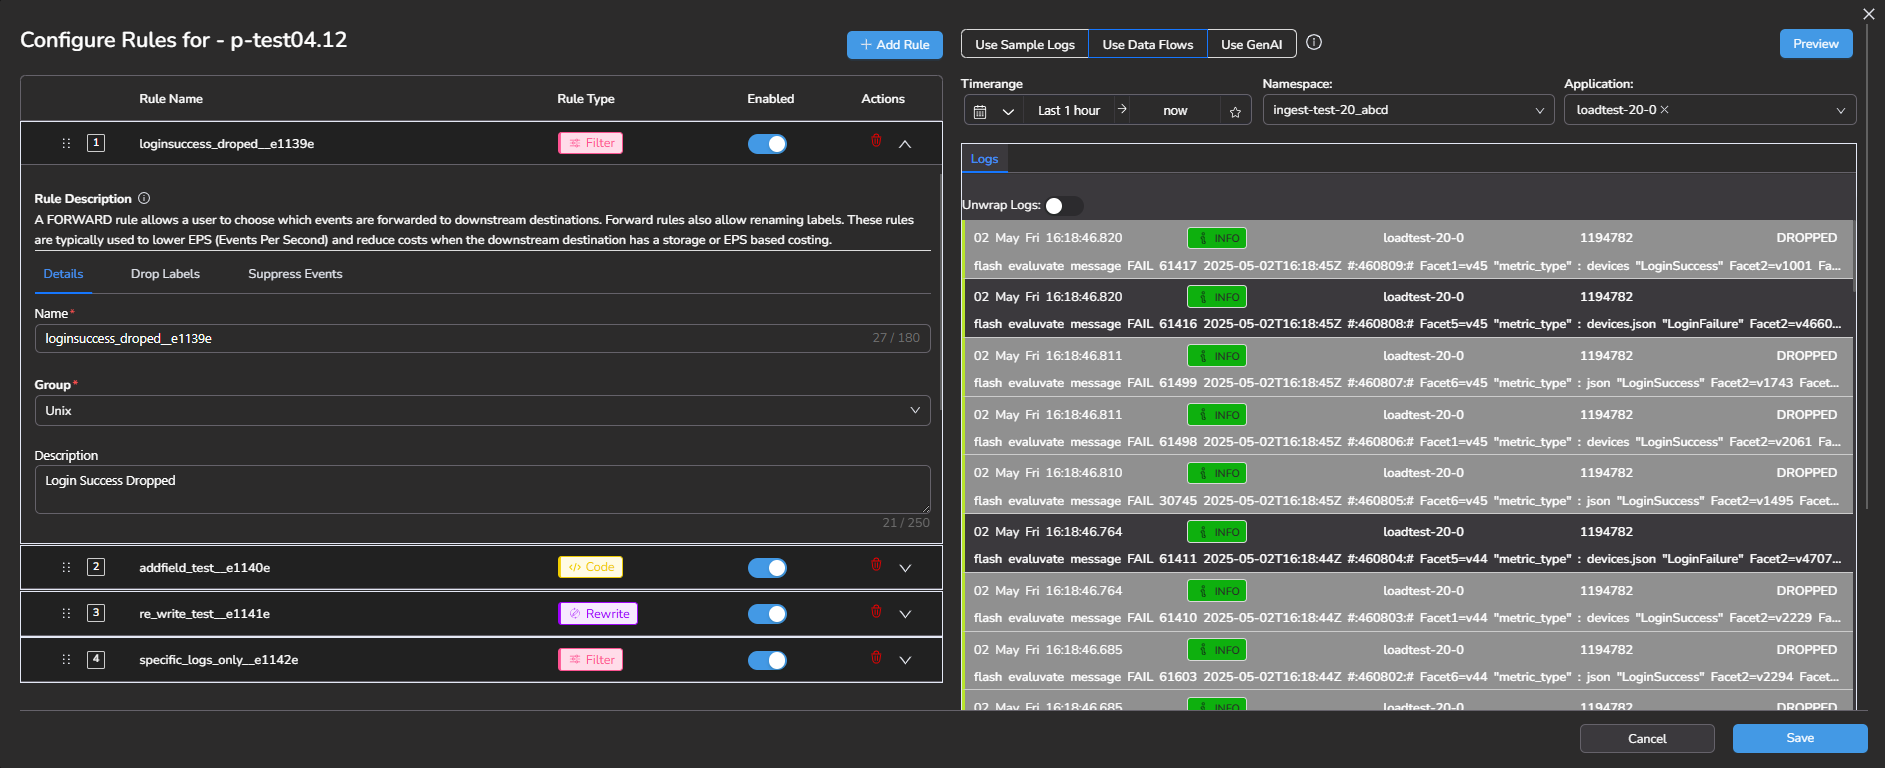 Configure Rules for - p-test04.12
+ Add Rule
Rule Name Rule Type Enabled Actions
1 loginsuccess_droped__e1139e Filter
Rule Description
A FORWARD rule allows a user to choose which events are forwarded to downstream destinations. Forward rules also allow renaming labels. These rules
are typically used to lower EPS (Events Per Second) and reduce costs when the downstream destination has a storage or EPS based costing.
Details Drop Labels Suppress Events
Name*
loginsuccess_droped__e1139e 27 / 180
Group*
Unix
Description
Login Success Dropped
21 / 250
2 addfield_test__e1140e </> Code
3 re_write_test__e1141e Rewrite
4 specific_logs_only__e1142e Filter
Use Sample Logs Use Data Flows Use GenAI Preview
Timerange Namespace: Application:
Last 1 hour → now ingest-test-20_abcd loadtest-20-0 ×
Logs
Unwrap Logs:
02 May Fri 16:18:46.820 INFO loadtest-20-0 1194782 DROPPED
flash evaluvate message FAIL 61417 2025-05-02T16:18:45Z #:460809:# Facet1=v45 "metric_type" : devices "LoginSuccess" Facet2=v1001 Fa...
02 May Fri 16:18:46.820 INFO loadtest-20-0 1194782
flash evaluvate message FAIL 61416 2025-05-02T16:18:45Z #:460808:# Facet5=v45 "metric_type" : devices.json "LoginFailure" Facet2=v4660...
02 May Fri 16:18:46.811 INFO loadtest-20-0 1194782 DROPPED
flash evaluvate message FAIL 61499 2025-05-02T16:18:45Z #:460807:# Facet6=v45 "metric_type" : json "LoginSuccess" Facet2=v1743 Facet...
02 May Fri 16:18:46.811 INFO loadtest-20-0 1194782 DROPPED
flash evaluvate message FAIL 61498 2025-05-02T16:18:45Z #:460806:# Facet1=v45 "metric_type" : devices "LoginSuccess" Facet2=v2061 Fa...
02 May Fri 16:18:46.810 INFO loadtest-20-0 1194782 DROPPED
flash evaluvate message FAIL 30745 2025-05-02T16:18:45Z #:460805:# Facet6=v45 "metric_type" : json "LoginSuccess" Facet2=v1495 Facet...
02 May Fri 16:18:46.764 INFO loadtest-20-0 1194782
flash evaluvate message FAIL 61411 2025-05-02T16:18:44Z #:460804:# Facet5=v44 "metric_type" : devices.json "LoginFailure" Facet2=v4707...
02 May Fri 16:18:46.764 INFO loadtest-20-0 1194782 DROPPED
flash evaluvate message FAIL 61410 2025-05-02T16:18:44Z #:460803:# Facet1=v44 "metric_type" : devices "LoginSuccess" Facet2=v2229 Fa...
02 May Fri 16:18:46.685 INFO loadtest-20-0 1194782 DROPPED
flash evaluvate message FAIL 61603 2025-05-02T16:18:44Z #:460802:# Facet6=v44 "metric_type" : json "LoginSuccess" Facet2=v2294 Facet...
02 May Fri 16:18:46.685 INFO loadtest-20-0 1194782 DROPPED
Cancel Save